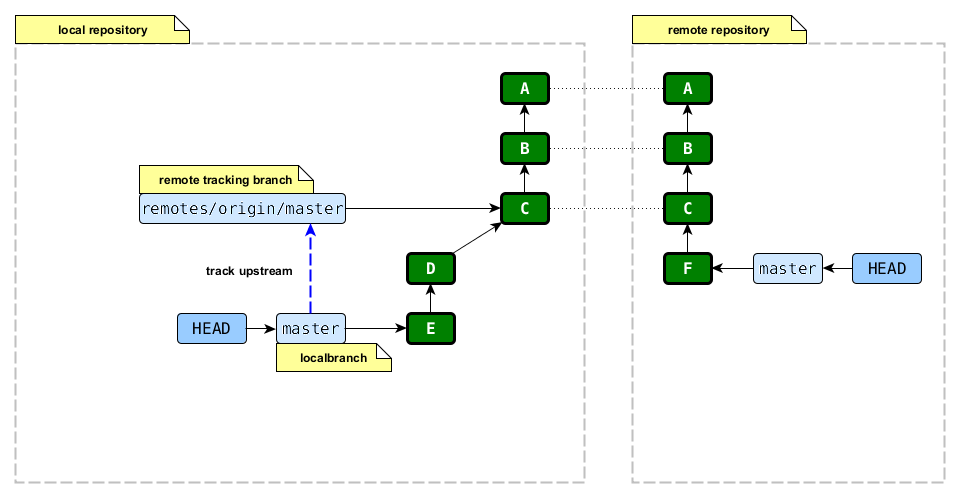 local repository
remote repository
A
A
B
B
remote tracking branch
remotes/origin/master
C
C
track upstream
D
F
master
HEAD
HEAD
master
E
localbranch